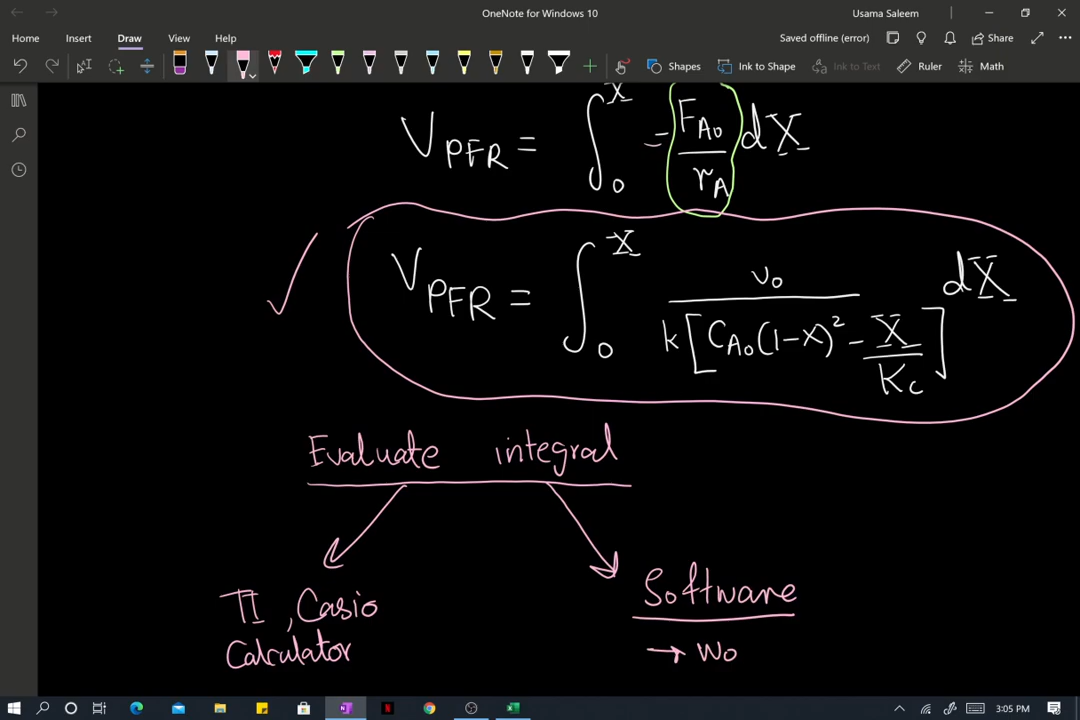 OneNote for Windows 10
Usama Saleem
Home Insert Draw View Help
Saved offline (error)
Share
Shapes Ink to Shape Ink to Text Ruler Math
V_PFR = ∫_0^X - F_A0/r_A dX
V_PFR = ∫_0^X v_0 / k[C_A0(1-X)^2 - X/K_C] dX
Evaluate integral
TI, Casio
Calculator
Software
→ Wo
3:05 PM